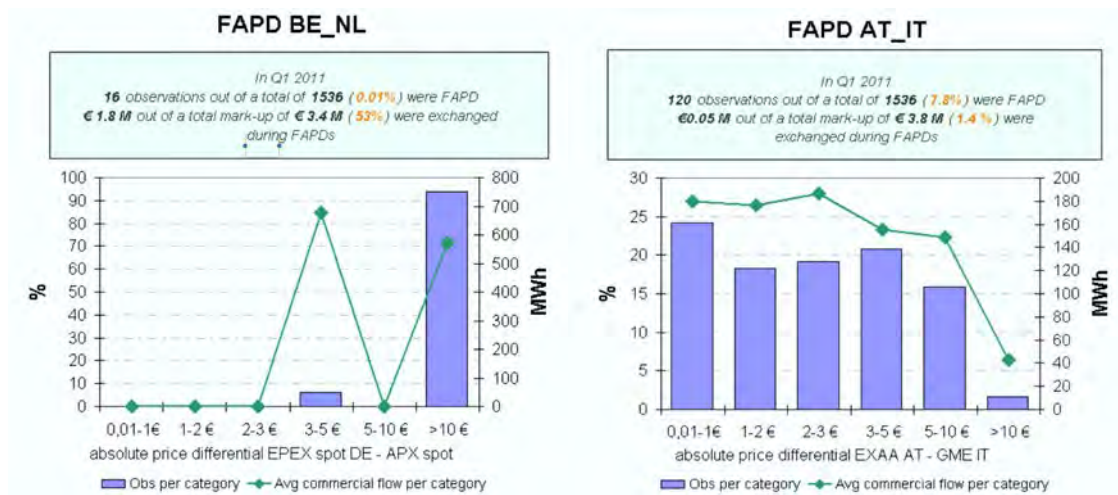 FAPD BE_NL
In Q1 2011
16 observations out of a total of 1536 (0.01%) were FAPD
€ 1.8 M out of a total mark-up of € 3.4 M (53%) were exchanged
during FAPDs
100
90
80
70
60
50
40
30
20
10
0
%
800
700
600
500
400
300
200
100
0
MWh
0,01-1€
1-2 €
2-3 €
3-5 €
5-10 €
>10 €
absolute price differential EPEX spot DE - APX spot
Obs per category
Avg commercial flow per category
FAPD AT_IT
In Q1 2011
120 observations out of a total of 1536 (7.8%) were FAPD
€0.05 M out of a total mark-up of € 3.8 M (1.4 %) were
exchanged during FAPDs
30
25
20
15
10
5
0
%
200
180
160
140
120
100
80
60
40
20
0
MWh
0,01-1€
1-2 €
2-3 €
3-5 €
5-10 €
>10 €
absolute price differential EXAA AT - GME IT
Obs per category
Avg commercial flow per category